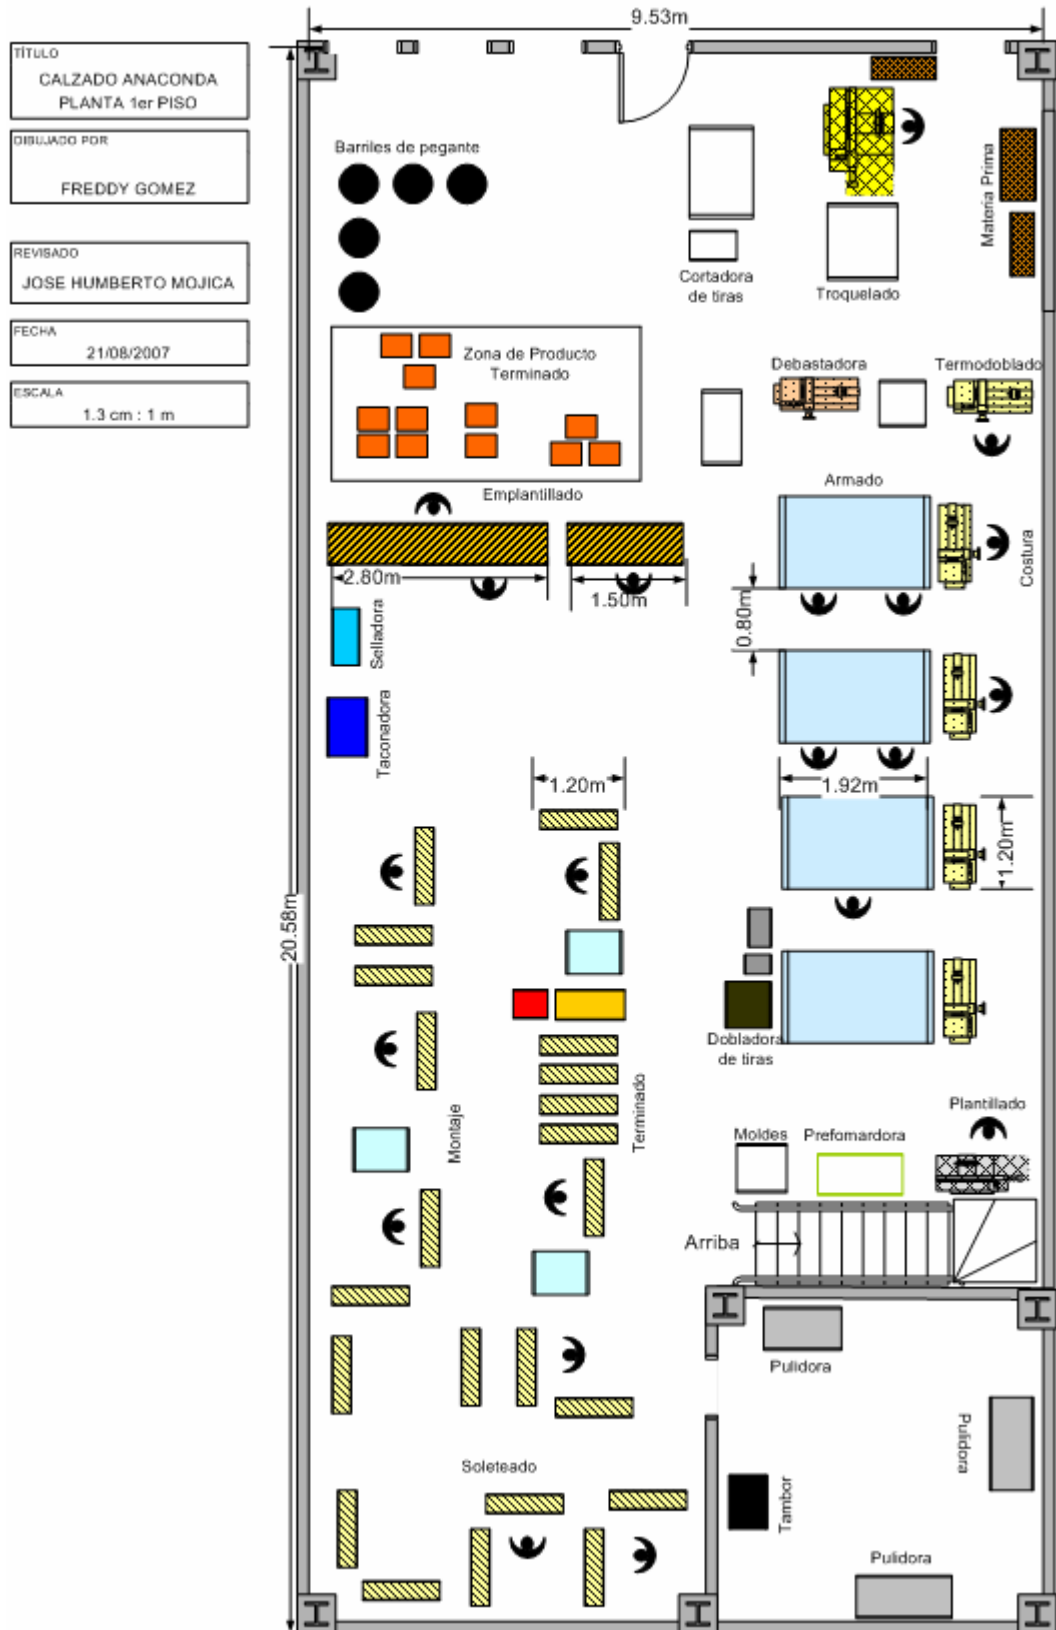 TÍTULO
CALZADO ANACONDA
PLANTA 1er PISO
DIBUJADO POR
FREDDY GOMEZ
REVISADO
JOSE HUMBERTO MOJICA
FECHA
21/08/2007
ESCALA
1.3 cm : 1 m
9.53m
20.58m
Barriles de pegante
Cortadora
de tiras
Troquelado
Materia Prima
Zona de Producto
Terminado
Debastadora
Termodoblado
Emplantillado
Armado
Costura
2.80m
1.50m
0.80m
Selladora
Taconadora
1.20m
1.92m
1.20m
Dobladora
de tiras
Montaje
Terminado
Plantillado
Moldes
Prefomardora
Arriba
Pulidora
Pulidora
Soleteado
Tambor
Pulidora